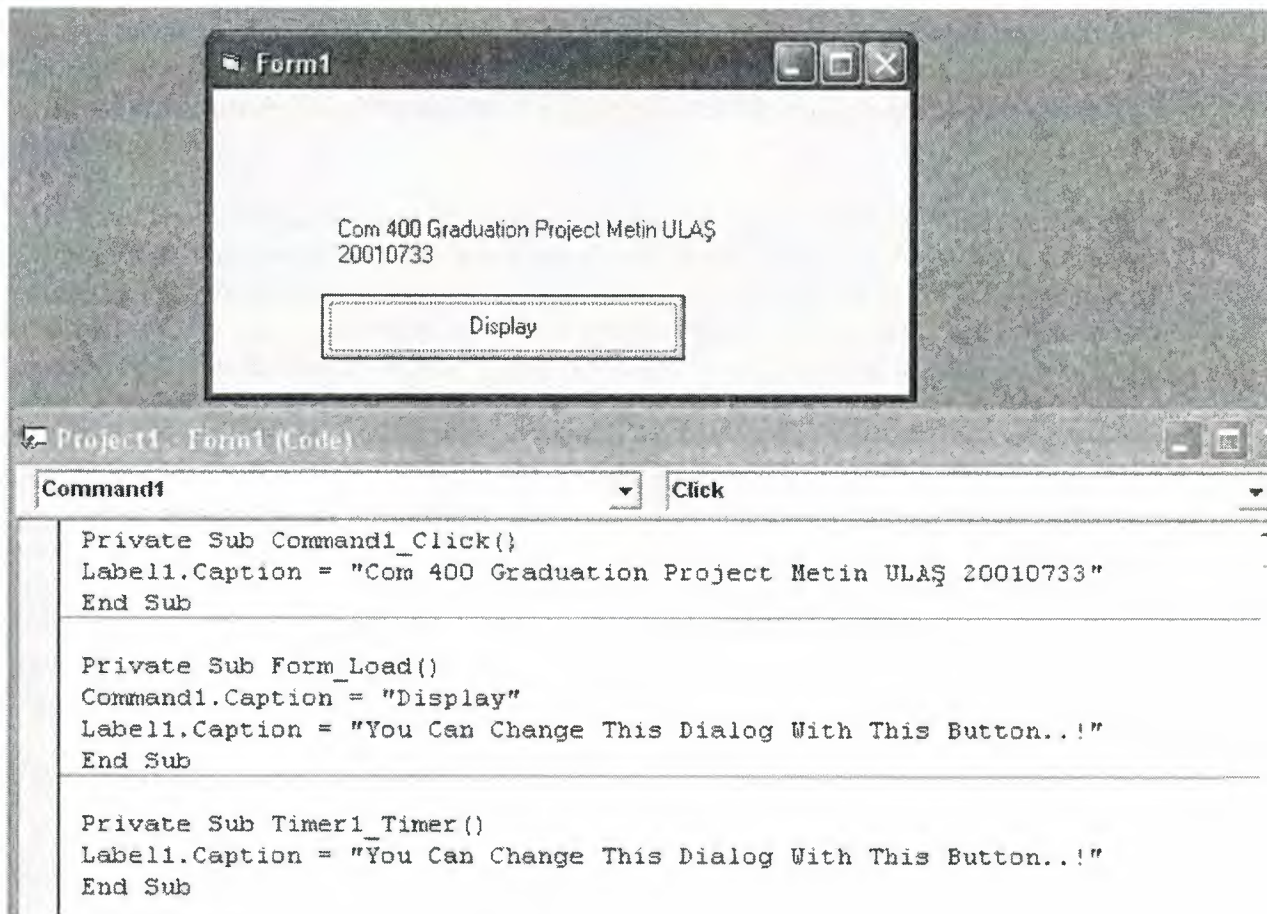 Form1
Com 400 Graduation Project Metin ULAŞ
20010733
Display
Project1 - Form1 (Code)
Command1
Click
Private Sub Command1_Click()
Label1.Caption = "Com 400 Graduation Project Metin ULAŞ 20010733"
End Sub
Private Sub Form_Load()
Command1.Caption = "Display"
Label1.Caption = "You Can Change This Dialog With This Button..!"
End Sub
Private Sub Timer1_Timer()
Label1.Caption = "You Can Change This Dialog With This Button..!"
End Sub